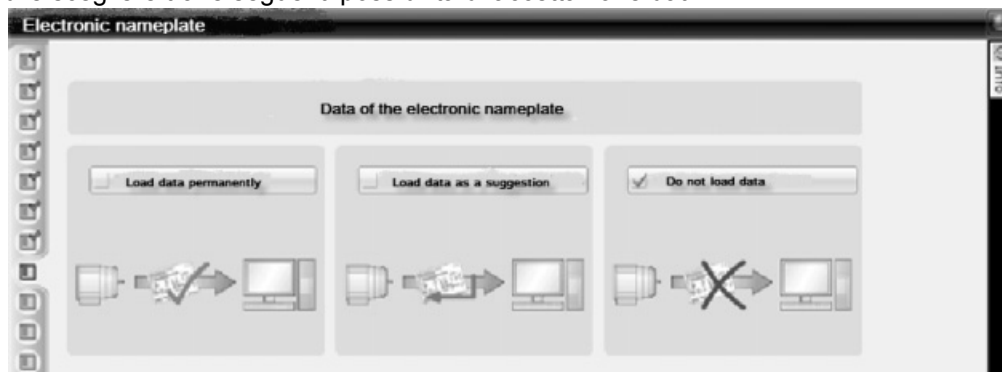 Electronic nameplate
Data of the electronic nameplate
Load data permanently
Load data as a suggestion
Do not load data